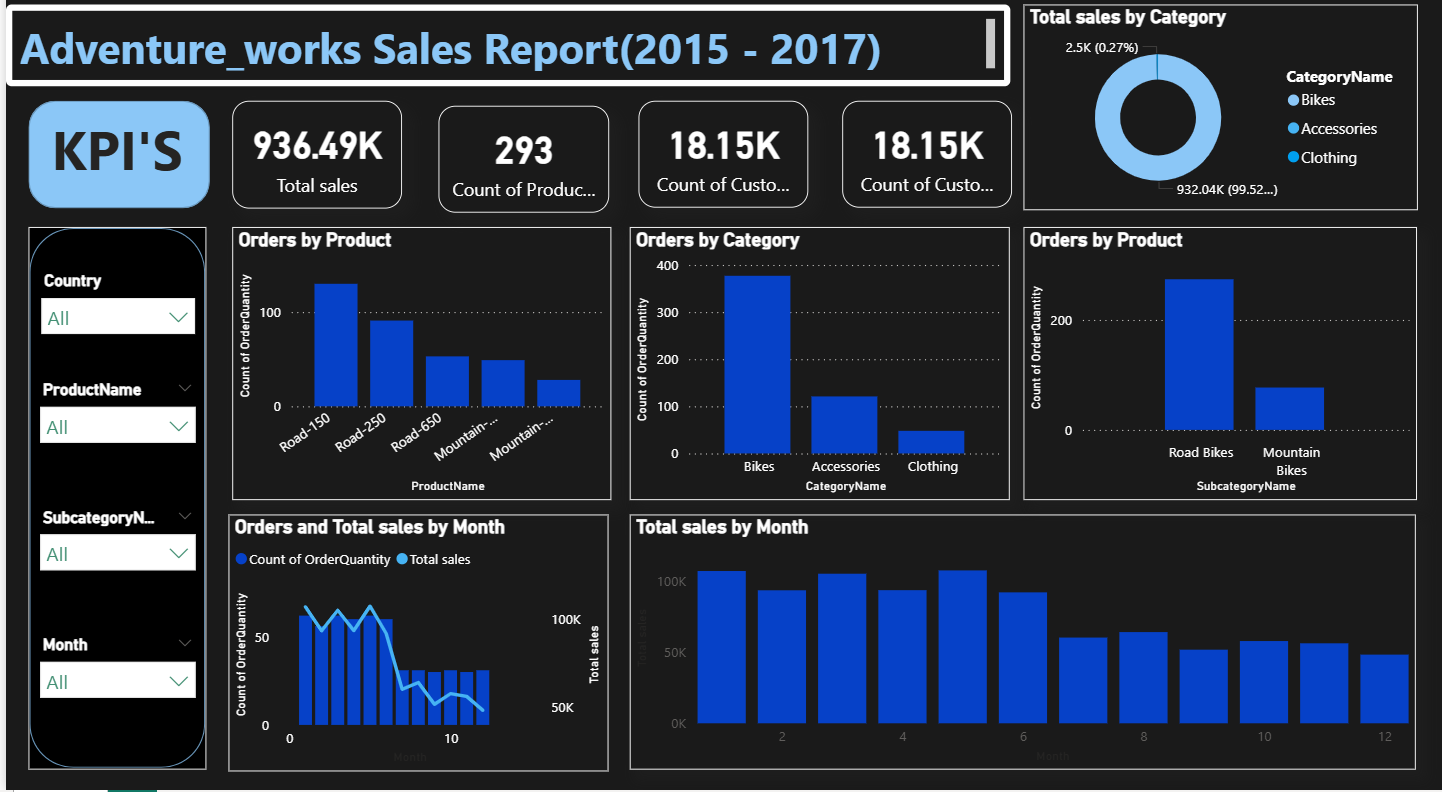 Adventure_works Sales Report(2015 - 2017)
KPI'S
936.49K
Total sales
293
Count of Produc...
18.15K
Count of Custo...
18.15K
Count of Custo...
Total sales by Category
2.5K (0.27%)
932.04K (99.52...)
CategoryName
Bikes
Accessories
Clothing
Country
All
ProductName
All
SubcategoryN...
All
Month
All
Orders by Product
Count of OrderQuantity
100
0
Road-150
Road-250
Road-650
Mountain-...
Mountain-...
ProductName
Orders by Category
Count of OrderQuantity
400
300
200
100
0
Bikes
Accessories
Clothing
CategoryName
Orders by Product
Count of OrderQuantity
200
0
Road Bikes
Mountain
Bikes
SubcategoryName
Orders and Total sales by Month
Count of OrderQuantity
Total sales
Count of OrderQuantity
50
0
100K
50K
Total sales
0
10
Month
Total sales by Month
Total sales
100K
50K
0K
2
4
6
8
10
12
Month